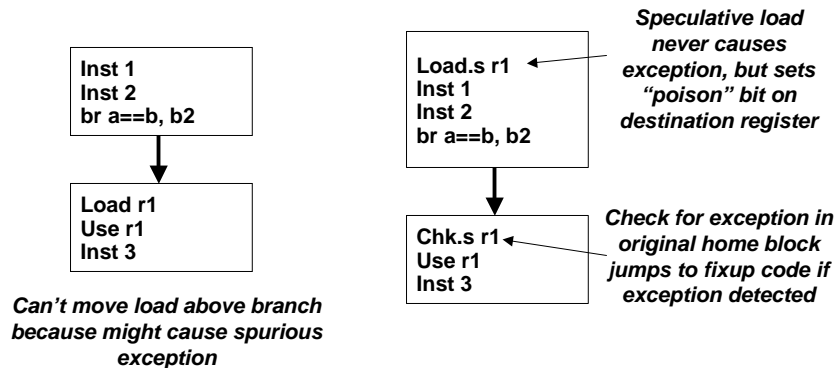 Inst 1
Inst 2
br a==b, b2
Load r1
Use r1
Inst 3
Can’t move load above branch
because might cause spurious
exception
Load.s r1
Inst 1
Inst 2
br a==b, b2
Chk.s r1
Use r1
Inst 3
Speculative load
never causes
exception, but sets
“poison” bit on
destination register
Check for exception in
original home block
jumps to fixup code if
exception detected